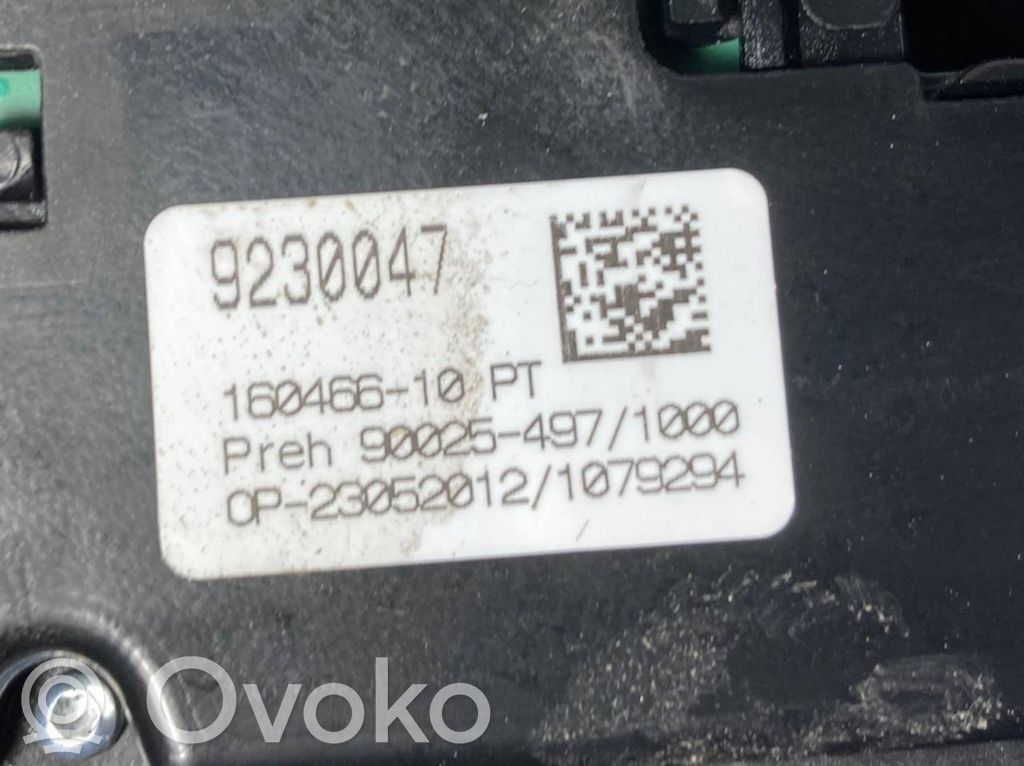 9230047
160466-10 PT
Preh 90025-497/1000
OP-23052012/1079294
R Ovoko